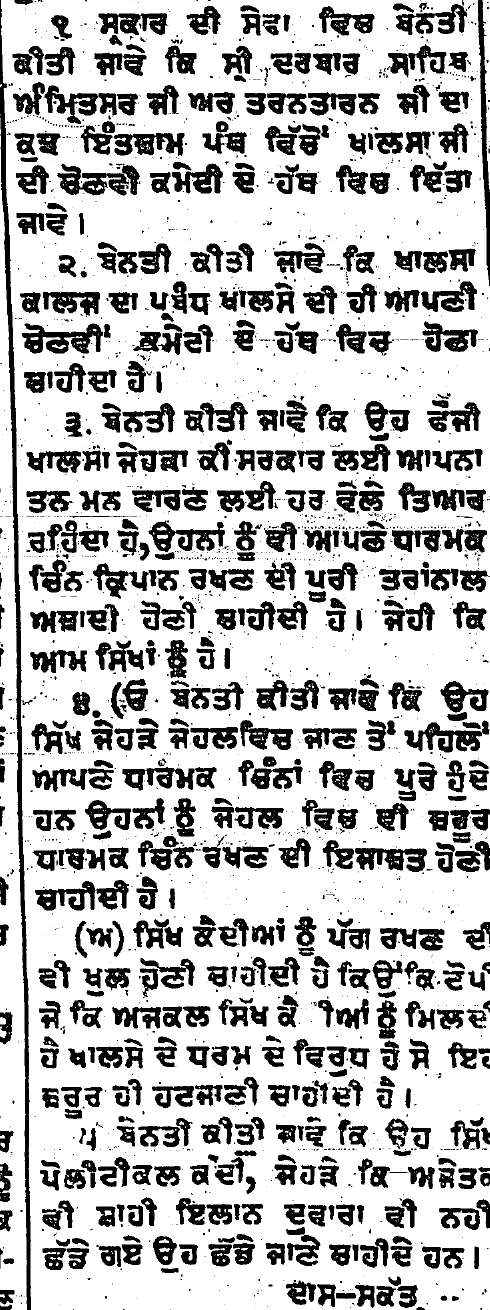 ੧ ਸ੍ਰਕਾਰ ਦੀ ਸੇਵਾ ਵਿਚ ਬੇਨਤੀ
ਕੀਤੀ ਜਾਵੇ ਕਿ ਸ੍ਰੀ ਦਰਬਾਰ ਸਾਹਿਬ
ਅੰਮ੍ਰਿਤਸਰ ਜੀ ਅਰ ਤਰਨਤਾਰਨ ਜੀ ਦਾ
ਕੁਝ ਇੰਤਜ਼ਾਮ ਪੰਥ ਵਿੱਚੋਂ ਖਾਲਸਾ ਜੀ
ਦੀ ਚੋਣਵੀ ਕਮੇਟੀ ਦੇ ਹੱਥ ਵਿਚ ਦਿੱਤਾ
ਜਾਵੇ।
੨. ਬੇਨਤੀ ਕੀਤੀ ਜਾਵੇ ਕਿ ਖਾਲਸਾ
ਕਾਲਜ ਦਾ ਪ੍ਰਬੰਧ ਖਾਲਸੇ ਦੀ ਹੀ ਆਪਣੀ
ਚੋਣਵੀਂ ਕਮੇਟੀ ਦੇ ਹੱਥ ਵਿਚ ਹੋਣਾ
ਚਾਹੀਦਾ ਹੈ।
੩. ਬੇਨਤੀ ਕੀਤੀ ਜਾਵੇ ਕਿ ਉਹ ਫੌਜੀ
ਖਾਲਸਾ ਜੇਹੜਾ ਕੀ ਸਰਕਾਰ ਲਈ ਆਪਨਾ
ਤਨ ਮਨ ਵਾਰਣ ਲਈ ਹਰ ਵੇਲੇ ਤਿਆਰ
ਰਹਿੰਦਾ ਹੈ, ਉਹਨਾਂ ਨੂੰ ਵੀ ਆਪਣੇ ਧਾਰਮਕ
ਚਿੰਨ ਕ੍ਰਿਪਾਨ ਰਖਣ ਦੀ ਪੂਰੀ ਤਰਾਂਨਾਲ
ਅਜ਼ਾਦੀ ਹੋਣੀ ਚਾਹੀਦੀ ਹੈ। ਜੇਹੀ ਕਿ
ਆਮ ਸਿੱਖਾਂ ਨੂੰ ਹੈ।
੪. (ੳ ਬੇਨਤੀ ਕੀਤੀ ਜਾਵੇ ਕਿ ਉਹ
ਸਿੱਖ ਜੇਹੜੇ ਜੇਹਲਵਿਚ ਜਾਣ ਤੋਂ ਪਹਿਲੋਂ
ਆਪਣੇ ਧਾਰਮਕ ਚਿੰਨਾਂ ਵਿਚ ਪੂਰੇ ਹੁੰਦੇ
ਹਨ ਉਹਨਾਂ ਨੂੰ ਜੇਹਲ ਵਿਚ ਵੀ ਜ਼ਰੂਰ
ਧਾਰਮਕ ਚਿੰਨ ਰਖਣ ਦੀ ਇਜਾਜ਼ਤ ਹੋਣੀ
ਚਾਹੀਦੀ ਹੈ।
(ਅ) ਸਿੱਖ ਕੈਦੀਆਂ ਨੂੰ ਪੱਗ ਰਖਣ ਦੀ
ਵੀ ਖੁਲ ਹੋਣੀ ਚਾਹੀਦੀ ਹੈ ਕਿਉਂਕਿ ਟੋਪੀ
ਜੋ ਕਿ ਅਜਕਲ ਸਿੱਖ ਕੈ ੀਆਂ ਨੂੰ ਮਿਲਦੀ
ਹੈ ਖਾਲਸੇ ਦੇ ਧਰਮ ਦੇ ਵਿਰੁਧ ਹੈ ਸੋ ਇਹ
ਜ਼ਰੂਰ ਹੀ ਹਟਜਾਣੀ ਚਾਹੀਦੀ ਹੈ।
੫ ਬੇਨਤੀ ਕੀਤੀ ਜਾਵੇ ਕਿ ਉਹ ਸਿੱਖ
ਪੋਲੀਟੀਕਲ ਕੈਦੀ, ਜੇਹੜੇ ਕਿ ਅਜੇਤਕ
ਵੀ ਸ਼ਾਹੀ ਇਲਾਨ ਦੁਵਾਰਾ ਵੀ ਨਹੀ
ਛੱਡੇ ਗਏ ਉਹ ਛੱਡੇ ਜਾਣੇ ਚਾਹੀਦੇ ਹਨ।
ਦਾਸ–ਸਕੱਤ੍ਰ